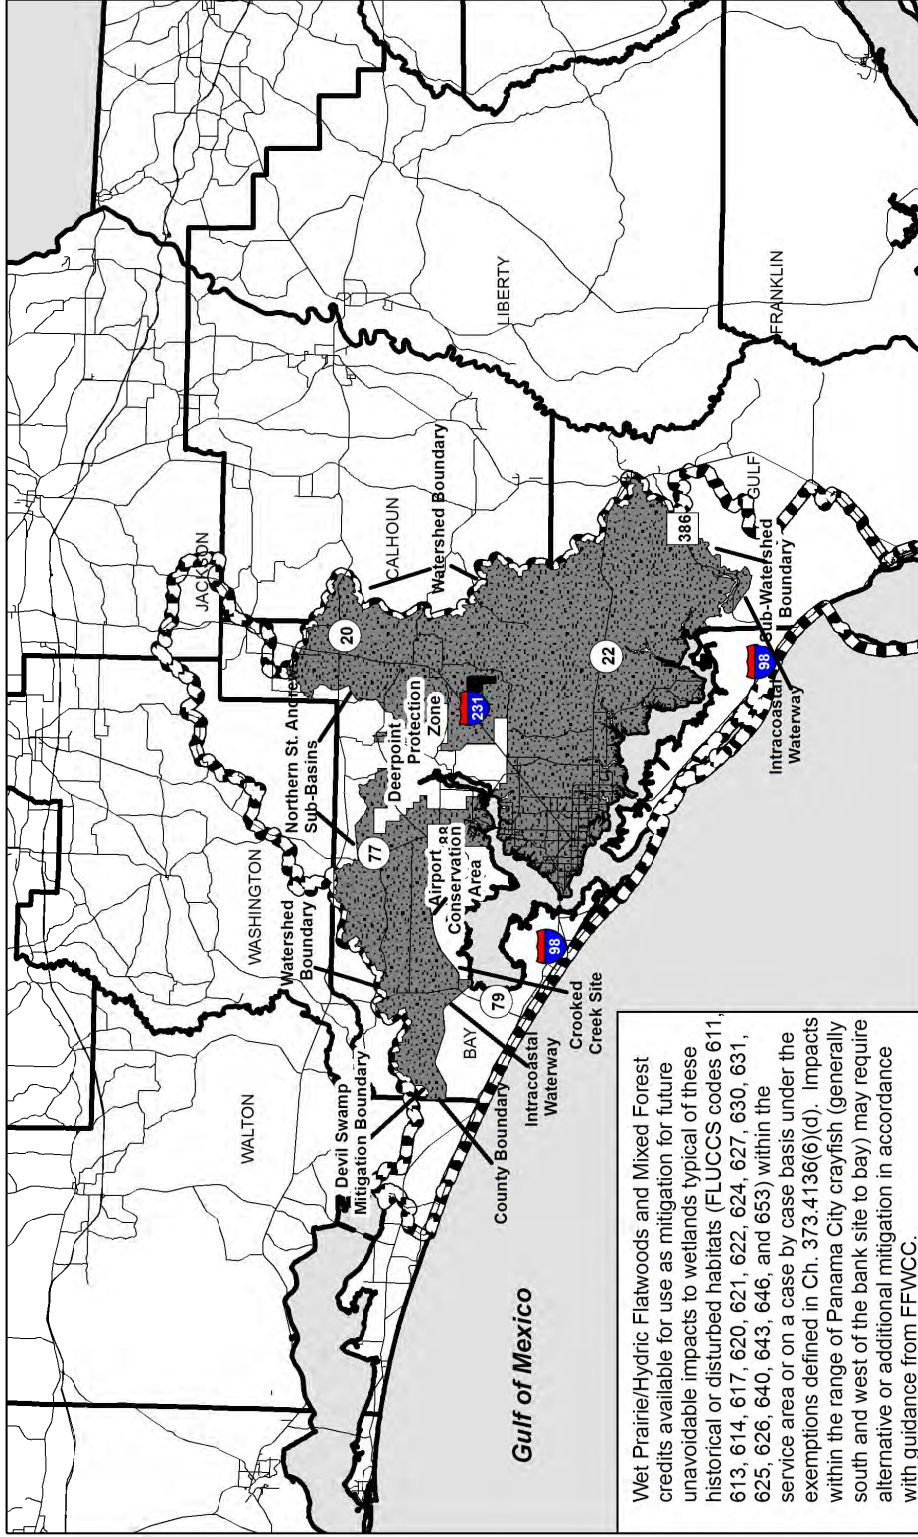 JACKSON
WASHINGTON
WALTON
CALHOUN
LIBERTY
FRANKLIN
GULF
BAY
Watershed
Boundary
Northern St. Andrew
Sub-Basins
Watershed Boundary
20
77
Deerpoint
Protection
Zone
231
Airport
Conservation
Area
88
22
386
Sub-Watershed
Boundary
98
Intracoastal
Waterway
Devil Swamp
Mitigation Boundary
County Boundary
79
98
Crooked
Creek Site
Intracoastal
Waterway
Gulf of Mexico
Wet Prairie/Hydric Flatwoods and Mixed Forest
credits available for use as mitigation for future
unavoidable impacts to wetlands typical of these
historical or disturbed habitats (FLUCCS codes 611,
613, 614, 617, 620, 621, 622, 624, 627, 630, 631,
625, 626, 640, 643, 646, and 653) within the
service area or on a case by case basis under the
exemptions defined in Ch. 373.4136(6)(d). Impacts
within the range of Panama City crayfish (generally
south and west of the bank site to bay) may require
alternative or additional mitigation in accordance
with guidance from FFWCC.